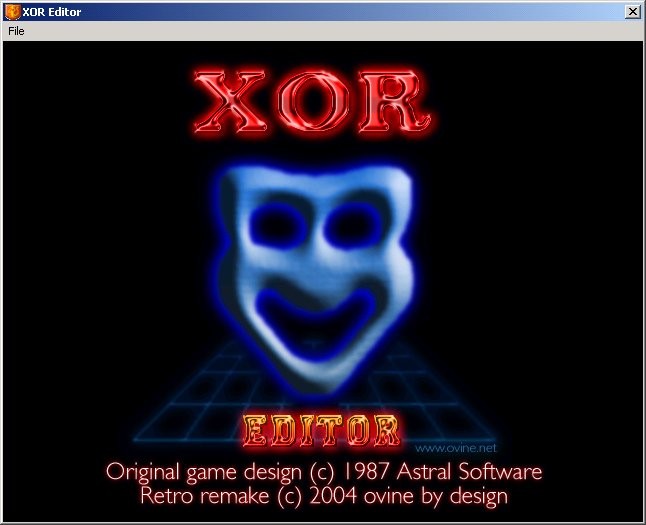 XOR Editor
File
XOR
EDITOR
www.ovine.net
Original game design (c) 1987 Astral Software
Retro remake (c) 2004 ovine by design